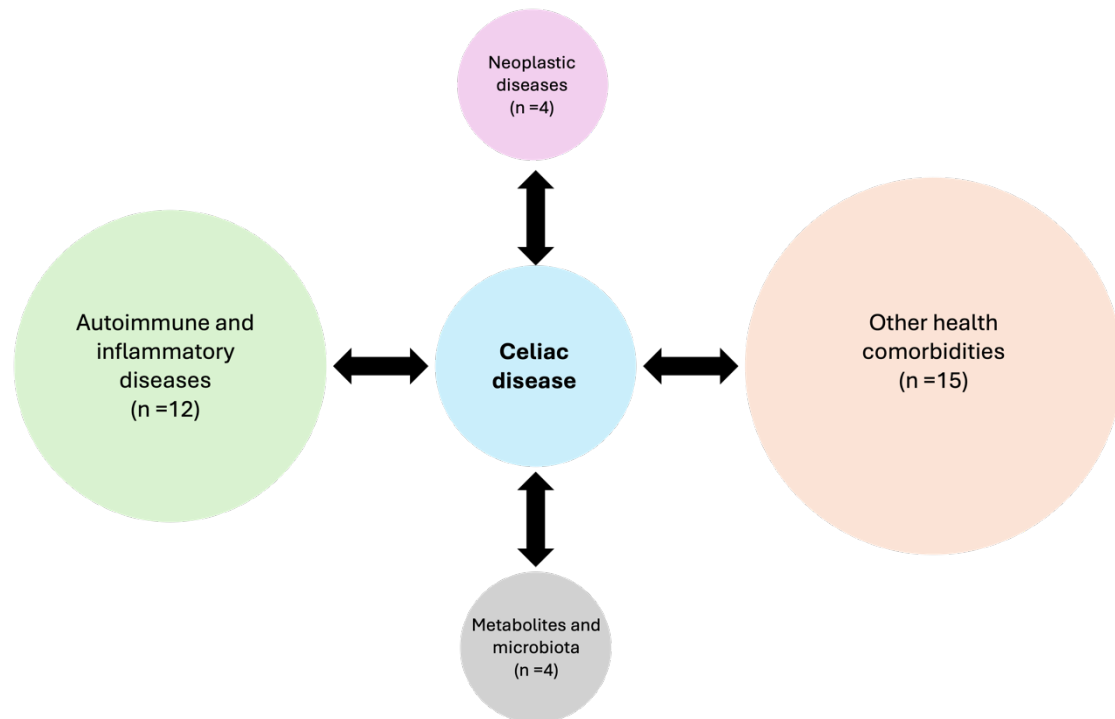 Neoplastic
diseases
(n =4)
Autoimmune and
inflammatory
diseases
(n =12)
Celiac
disease
Other health
comorbidities
(n =15)
Metabolites and
microbiota
(n =4)